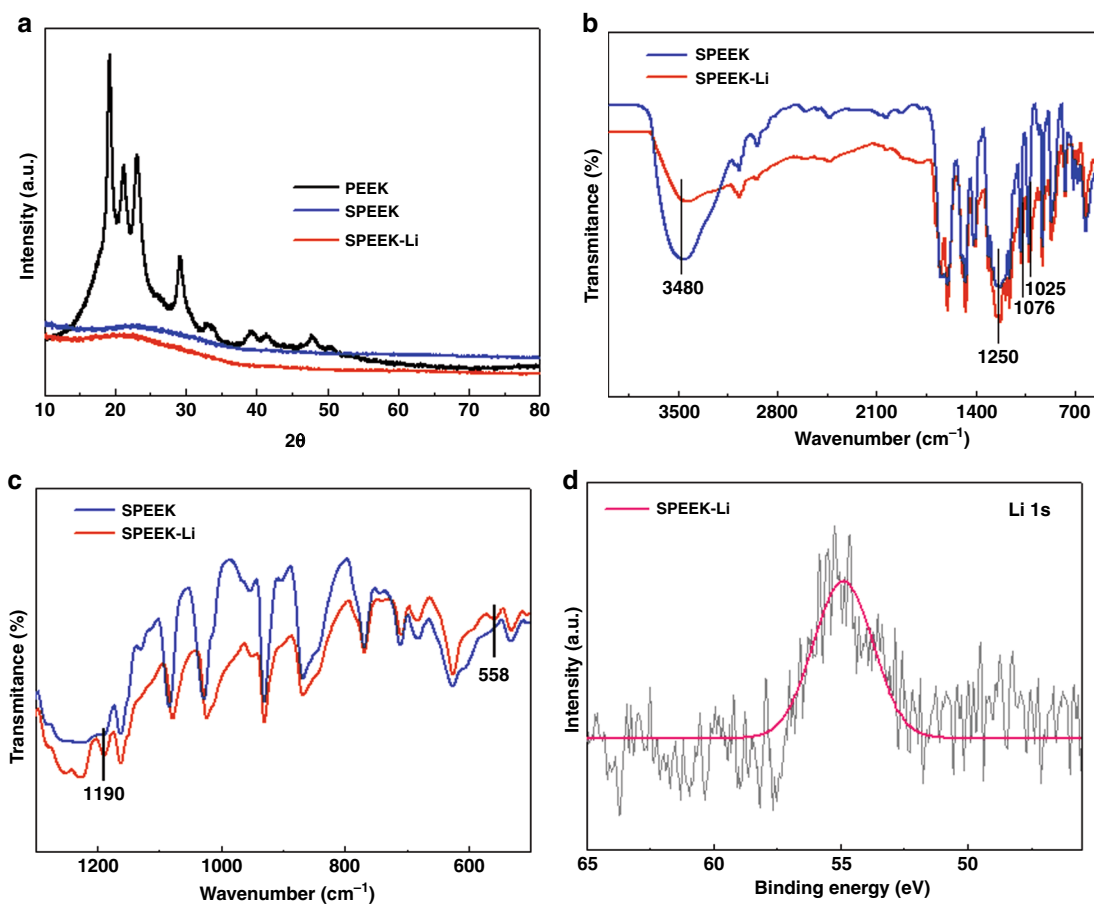 a
Intensity (a.u.)
PEEK
SPEEK
SPEEK-Li
10 20 30 40 50 60 70 80
2θ
b
Transmitance (%)
SPEEK
SPEEK-Li
3480
1025
1076
1250
3500 2800 2100 1400 700
Wavenumber (cm⁻¹)
c
Transmitance (%)
SPEEK
SPEEK-Li
558
1190
1200 1000 800 600
Wavenumber (cm⁻¹)
d
Intensity (a.u.)
SPEEK-Li
Li 1s
65 60 55 50
Binding energy (eV)